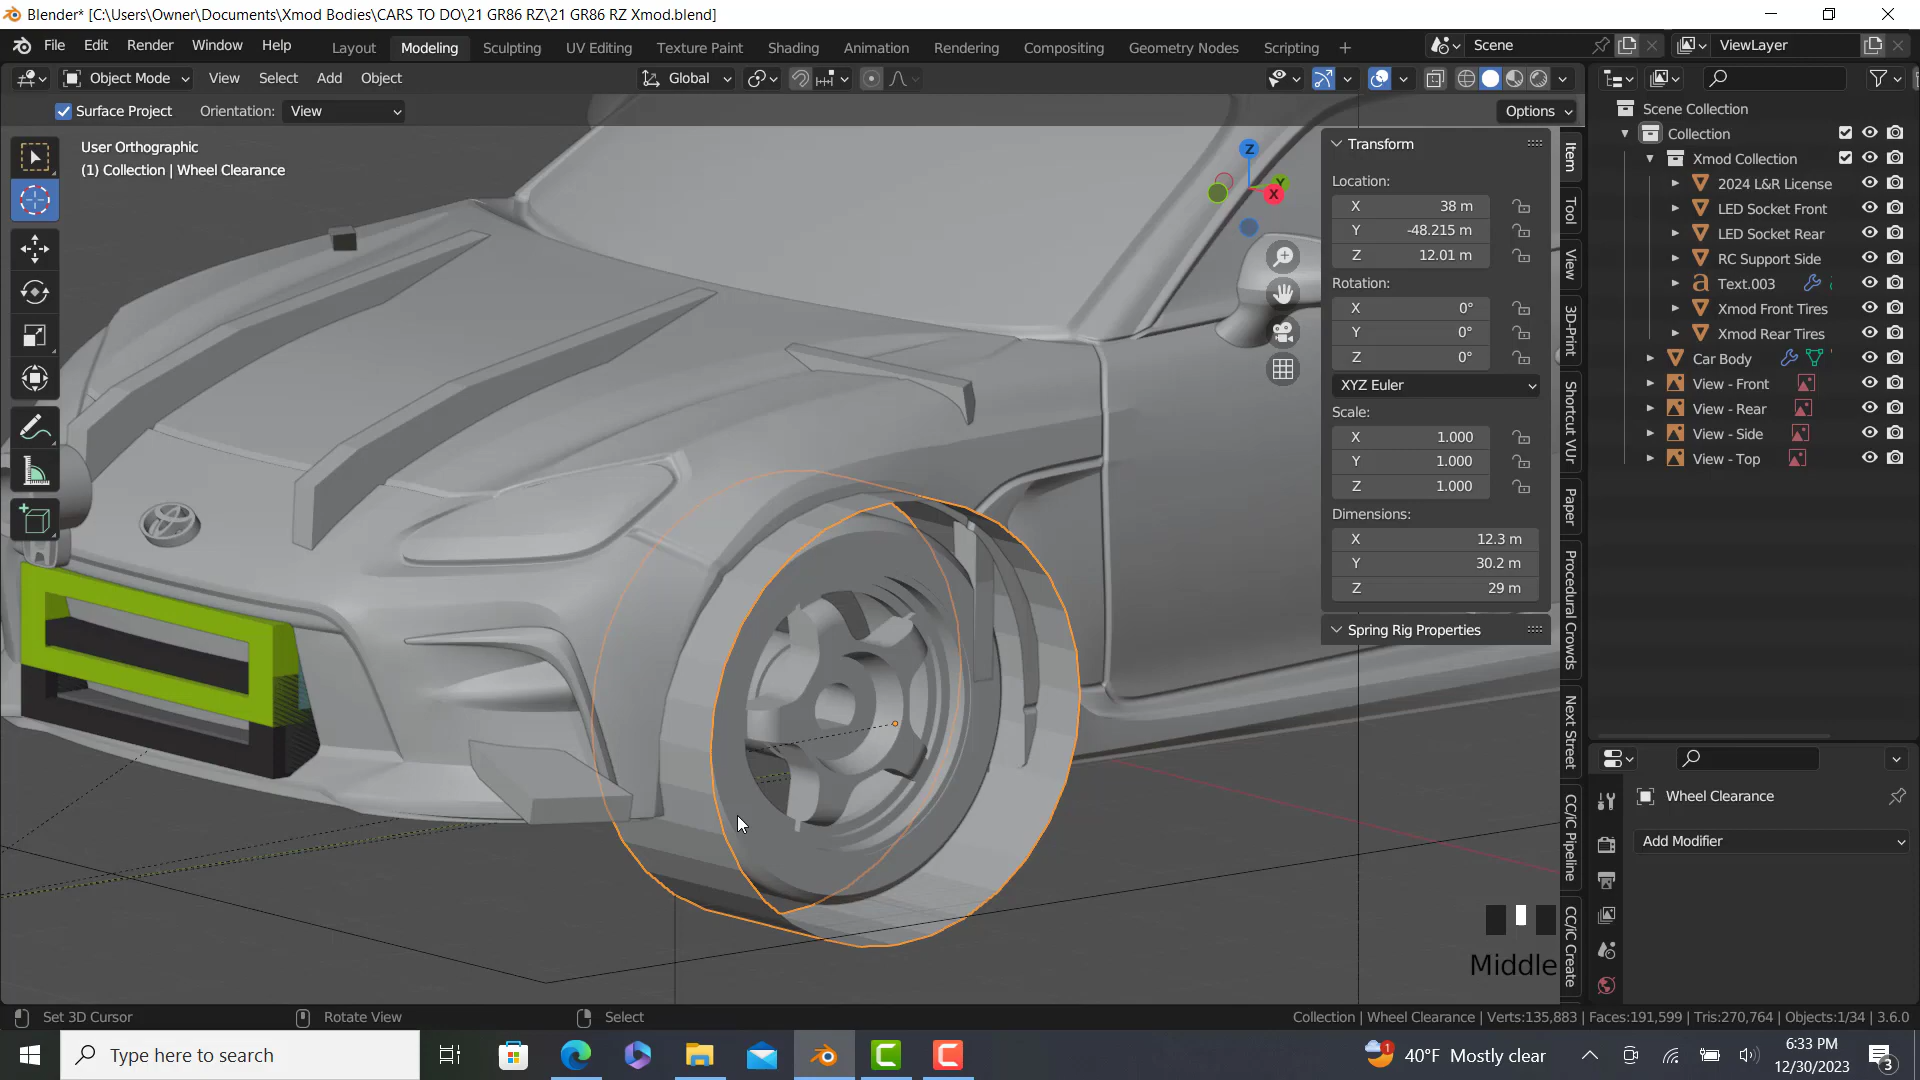 Blender* [C:\Users\Owner\Documents\Xmod Bodies\CARS TO DO\21 GR86 RZ\21 GR86 RZ Xmod.blend]
File Edit Render Window Help Layout Modeling Sculpting UV Editing Texture Paint Shading Animation Rendering Compositing Geometry Nodes Scripting + Scene ViewLayer
Object Mode View Select Add Object Global
Surface Project Orientation: View Options
User Orthographic
(1) Collection | Wheel Clearance
Z
Y
X
Transform
Location:
X 38 m
Y -48.215 m
Z 12.01 m
Rotation:
X 0°
Y 0°
Z 0°
XYZ Euler
Scale:
X 1.000
Y 1.000
Z 1.000
Dimensions:
X 12.3 m
Y 30.2 m
Z 29 m
Spring Rig Properties
Item
Tool
View
3D-Print
Shortcut VUr
Paper
Procedural Crowds
Next Street
CC/iC Pipeline
CC/iC Create
Scene Collection
Collection
Xmod Collection
2024 L&R License
LED Socket Front
LED Socket Rear
RC Support Side
Text.003
Xmod Front Tires
Xmod Rear Tires
Car Body
View - Front
View - Rear
View - Side
View - Top
Wheel Clearance
Add Modifier
Middle
Set 3D Cursor Rotate View Select Collection | Wheel Clearance | Verts:135,883 | Faces:191,599 | Tris:270,764 | Objects:1/34 | 3.6.0
Type here to search 1 40°F Mostly clear 6:33 PM
12/30/2023 3